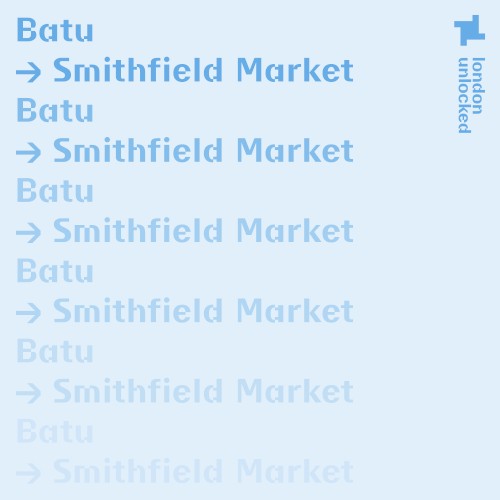 Batu
→ Smithfield Market
Batu
→ Smithfield Market
Batu
→ Smithfield Market
Batu
→ Smithfield Market
Batu
→ Smithfield Market
Batu
→ Smithfield Market
london
unlocked